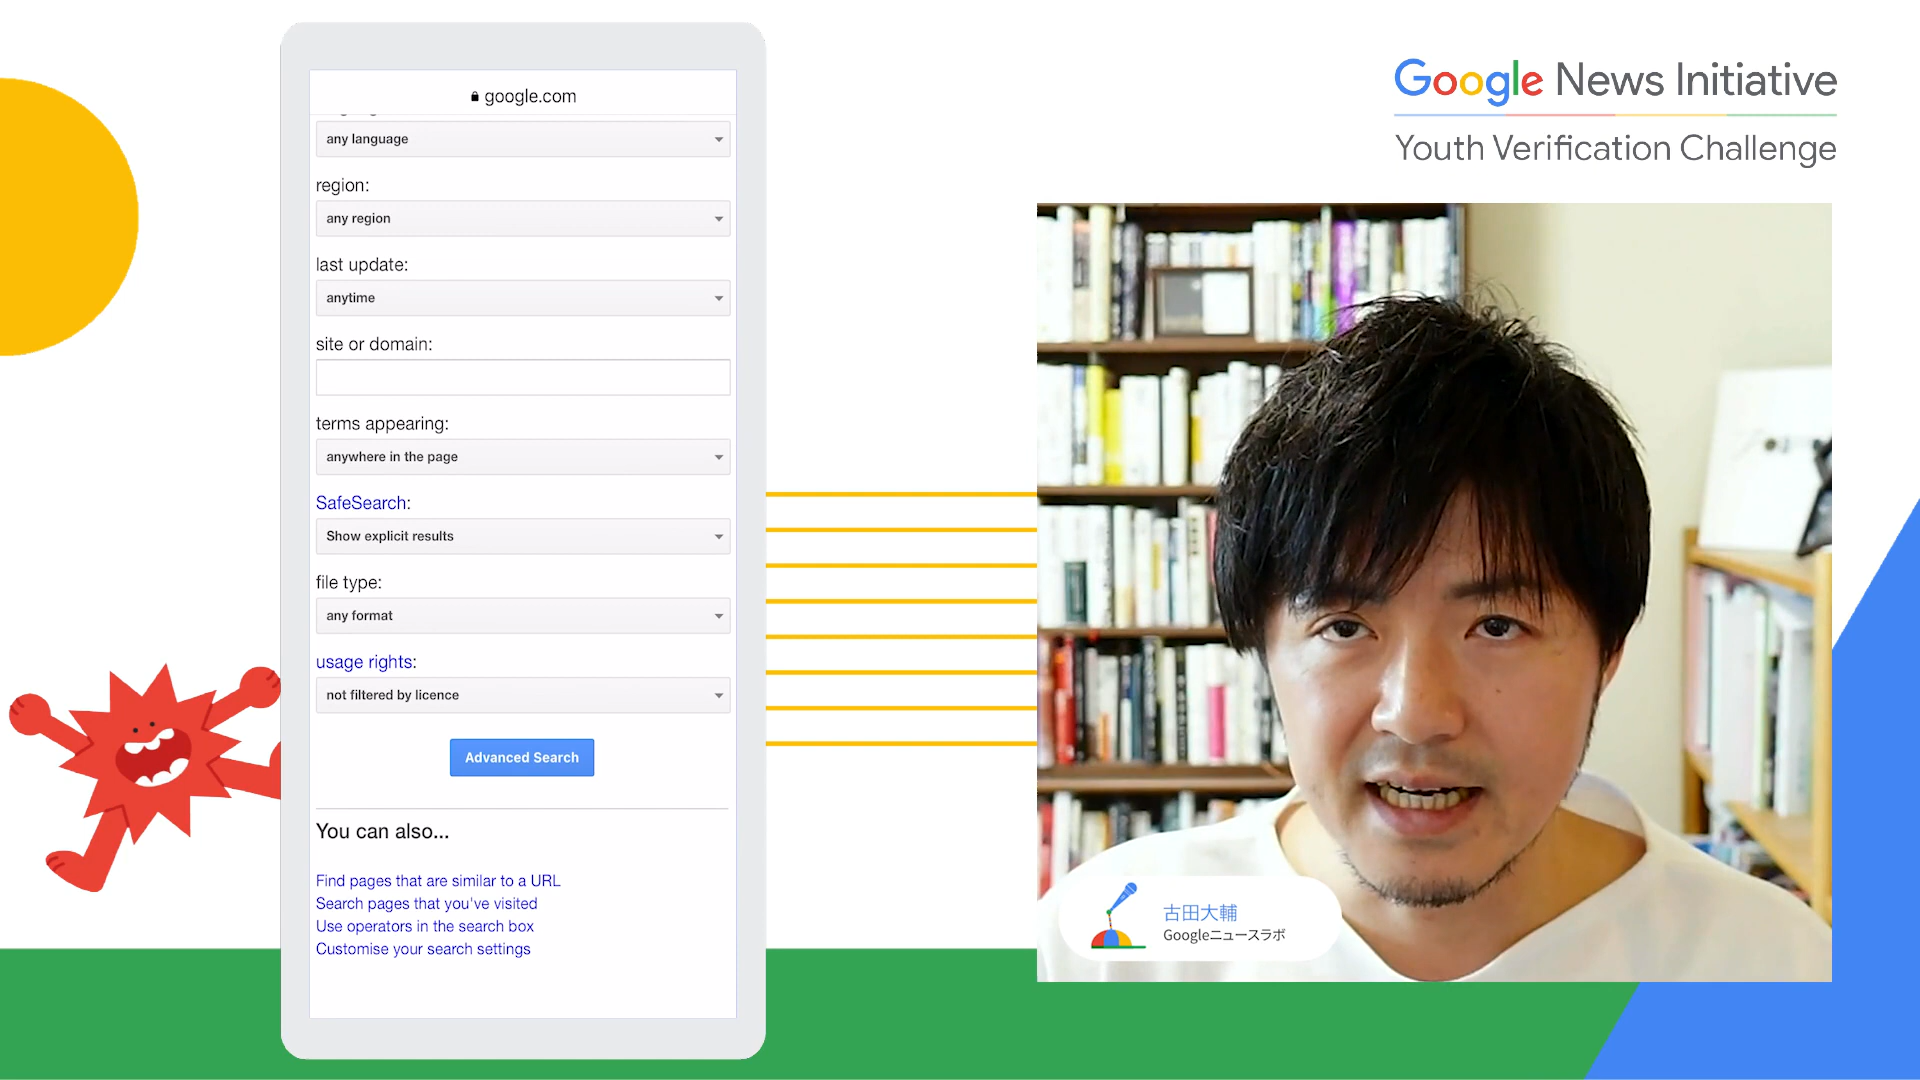 google.com
any language
region:
any region
last update:
anytime
site or domain:
terms appearing:
anywhere in the page
SafeSearch:
Show explicit results
file type:
any format
usage rights:
not filtered by licence
Advanced Search
You can also...
Find pages that are similar to a URL
Search pages that you've visited
Use operators in the search box
Customise your search settings
Google News Initiative
Youth Verification Challenge
古田大輔
Googleニュースラボ